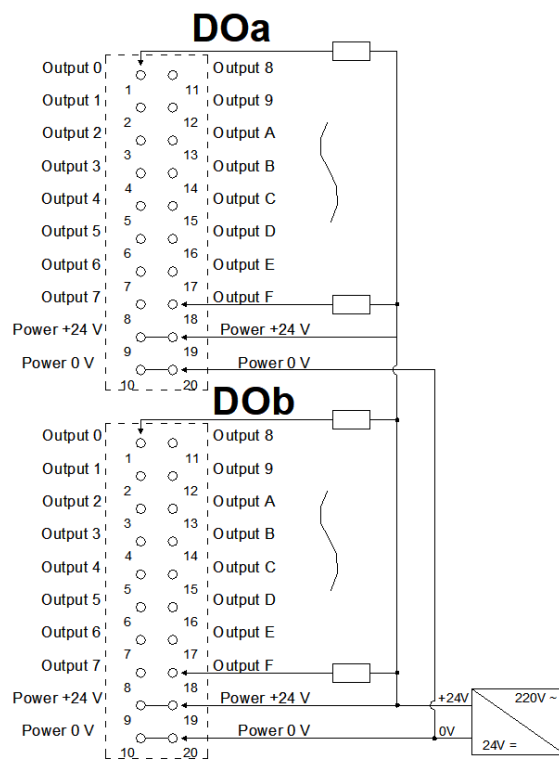 DOa
Output 0 Output 8
1 11
Output 1 Output 9
2 12
Output 2 Output A
3 13
Output 3 Output B
4 14
Output 4 Output C
5 15
Output 5 Output D
6 16
Output 6 Output E
7 17
Output 7 Output F
8 18
Power +24 V Power +24 V
9 19
Power 0 V Power 0 V
10 20
DOb
Output 0 Output 8
1 11
Output 1 Output 9
2 12
Output 2 Output A
3 13
Output 3 Output B
4 14
Output 4 Output C
5 15
Output 5 Output D
6 16
Output 6 Output E
7 17
Output 7 Output F
8 18
Power +24 V Power +24 V +24V 220V ~
9 19
Power 0 V Power 0 V 0V 24V =
10 20